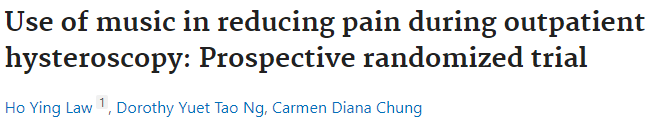 Use of music in reducing pain during outpatient
hysteroscopy: Prospective randomized trial
Ho Ying Law 1, Dorothy Yuet Tao Ng, Carmen Diana Chung